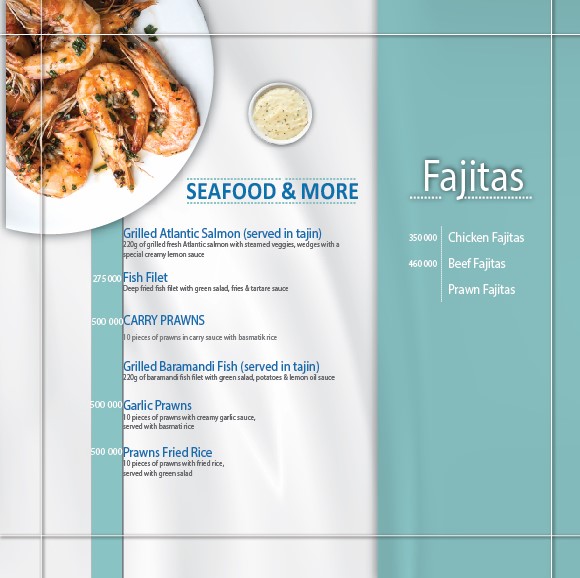 SEAFOOD & MORE
Grilled Atlantic Salmon (served in tajin)
220g of grilled fresh Atlantic salmon with steamed veggies, wedges with a
special creamy lemon sauce
275 000 Fish Filet
Deep fried fish filet with green salad, fries & tartare sauce
500 000 CARRY PRAWNS
10 pieces of prawns in carry sauce with basmatik rice
Grilled Baramandi Fish (served in tajin)
220g of baramandi fish filet with green salad, potatoes & lemon oil sauce
500 000 Garlic Prawns
10 pieces of prawns with creamy garlic sauce,
served with basmati rice
500 000 Prawns Fried Rice
10 pieces of prawns with fried rice,
served with green salad
Fajitas
350 000 Chicken Fajitas
460 000 Beef Fajitas
Prawn Fajitas